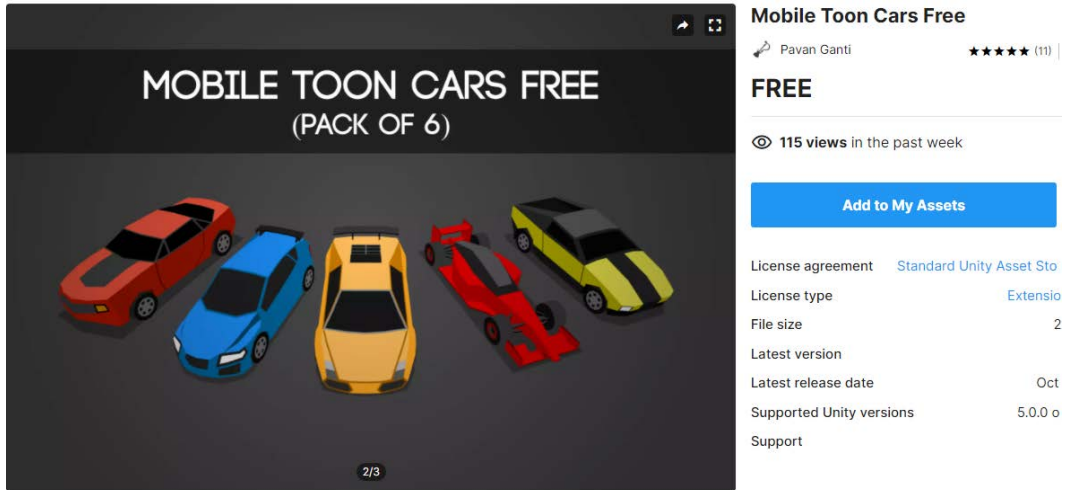 MOBILE TOON CARS FREE
(PACK OF 6)
2/3
Mobile Toon Cars Free
Pavan Ganti
(11)
FREE
115 views in the past week
Add to My Assets
License agreement Standard Unity Asset Sto
License type Extensio
File size 2
Latest version
Latest release date Oct
Supported Unity versions 5.0.0 o
Support